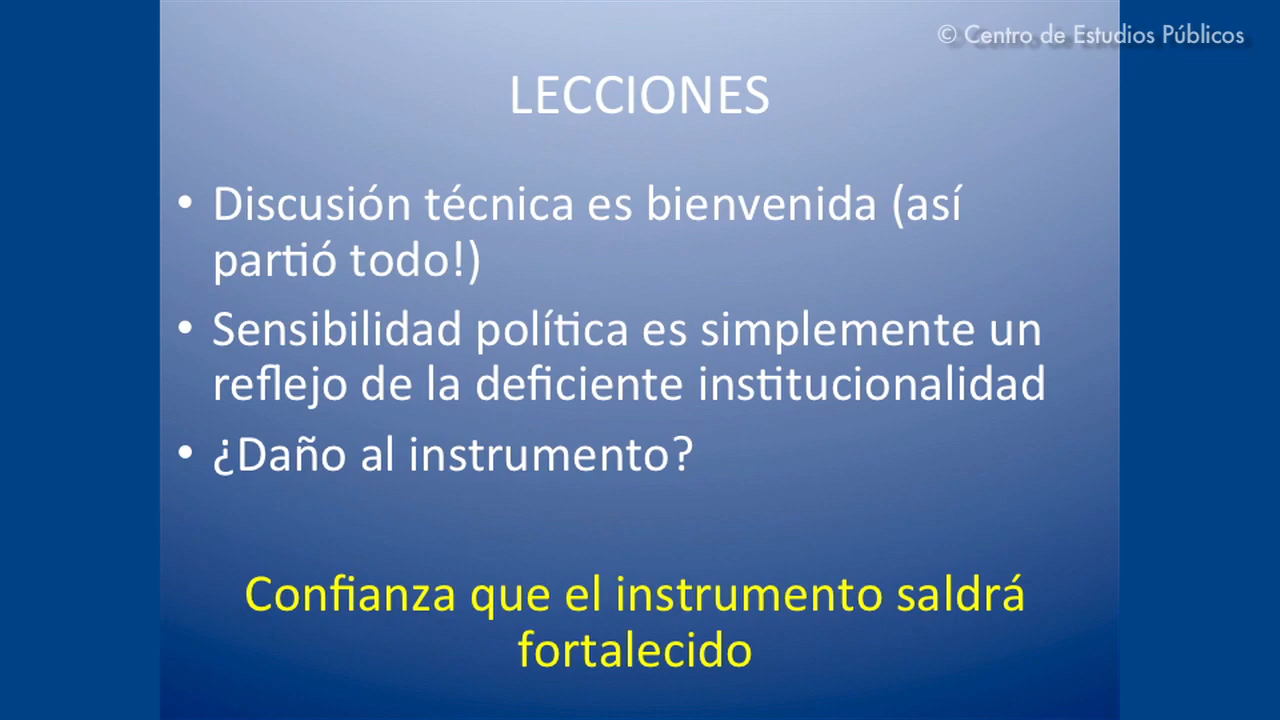 © Centro de Estudios Públicos
LECCIONES
• Discusión técnica es bienvenida (así
partió todo!)
• Sensibilidad política es simplemente un
reflejo de la deficiente institucionalidad
• ¿Daño al instrumento?
Confianza que el instrumento saldrá
fortalecido